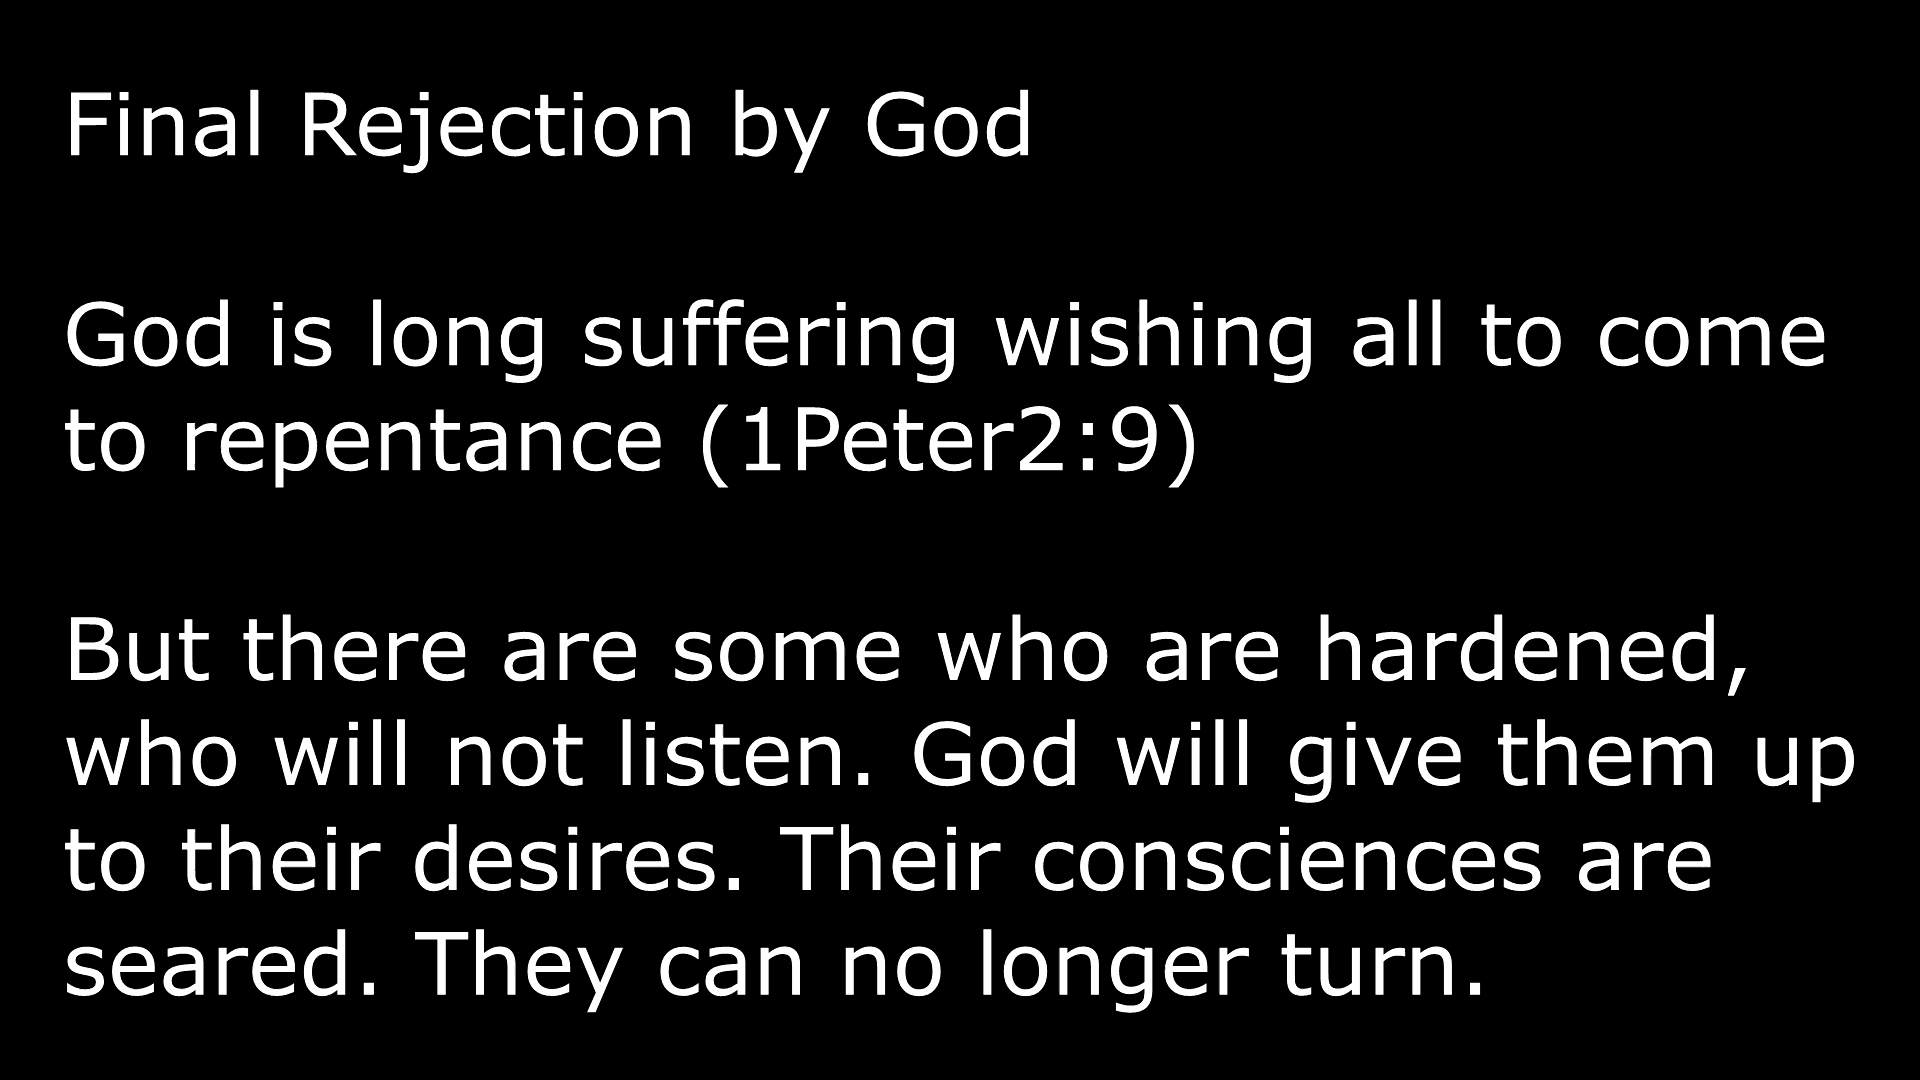 Final Rejection by God
God is long suffering wishing all to come
to repentance (1Peter2:9)
But there are some who are hardened,
who will not listen. God will give them up
to their desires. Their consciences are
seared. They can no longer turn.